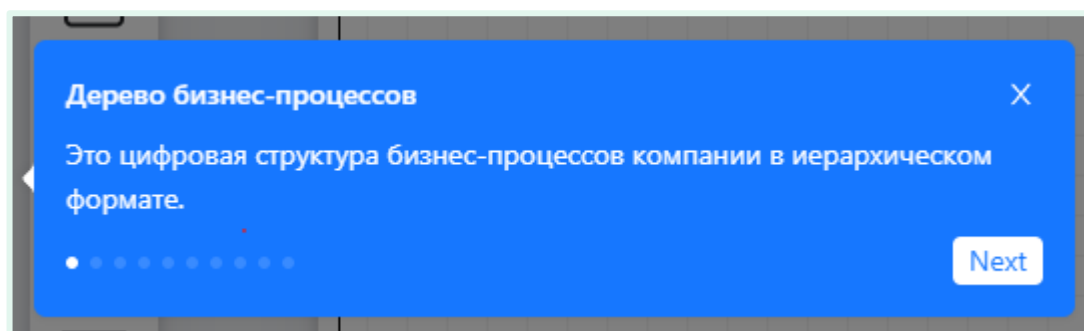 Дерево бизнес-процессов
Это цифровая структура бизнес-процессов компании в иерархическом
формате.
Next